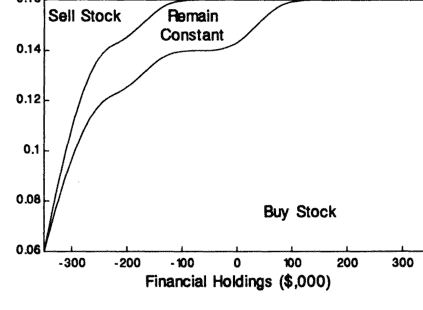 Sell Stock
Remain
Constant
0.14
0.12
0.1
0.08
Buy Stock
0.06
-300 -200 -100 0 100 200 300
Financial Holdings ($,000)